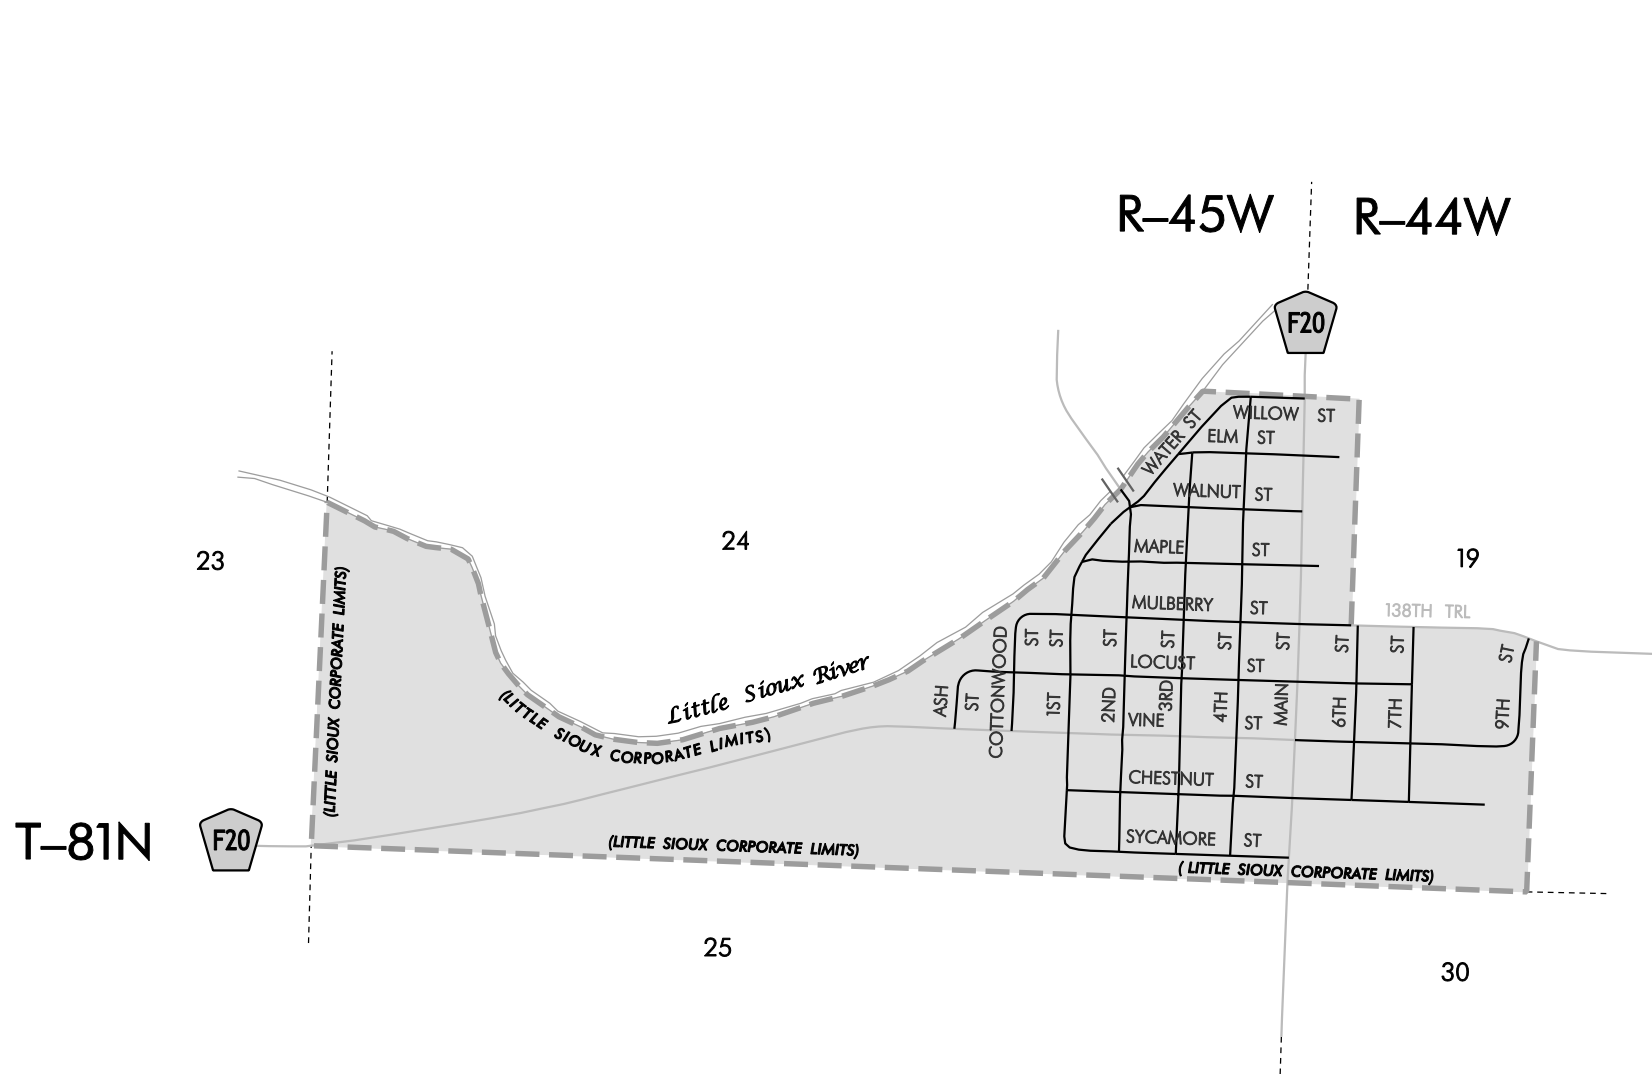 R–45W
R–44W
F20
WILLOW ST
WATER ST
ELM ST
WALNUT ST
23
24
MAPLE ST
19
MULBERRY ST
138TH TRL
Little Sioux River
(LITTLE SIOUX CORPORATE LIMITS)
(LITTLE SIOUX CORPORATE LIMITS)
ASH ST
COTTONWOOD ST
1ST ST
2ND ST
3RD ST
4TH ST
MAIN ST
6TH ST
7TH ST
9TH ST
LOCUST ST
VINE ST
CHESTNUT ST
T–81N
F20
SYCAMORE ST
(LITTLE SIOUX CORPORATE LIMITS)
( LITTLE SIOUX CORPORATE LIMITS)
25
30